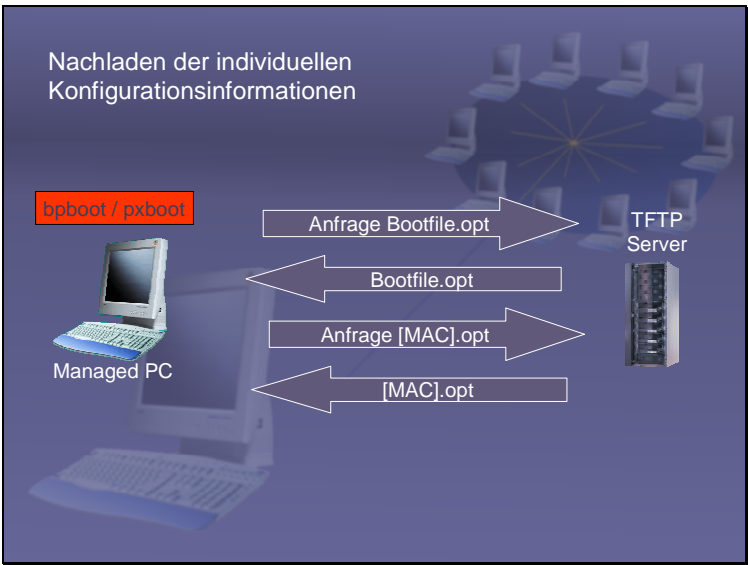 Nachladen der individuellen
Konfigurationsinformationen
bpboot / pxboot
Anfrage Bootfile.opt
TFTP
Server
Bootfile.opt
Anfrage [MAC].opt
Managed PC
[MAC].opt